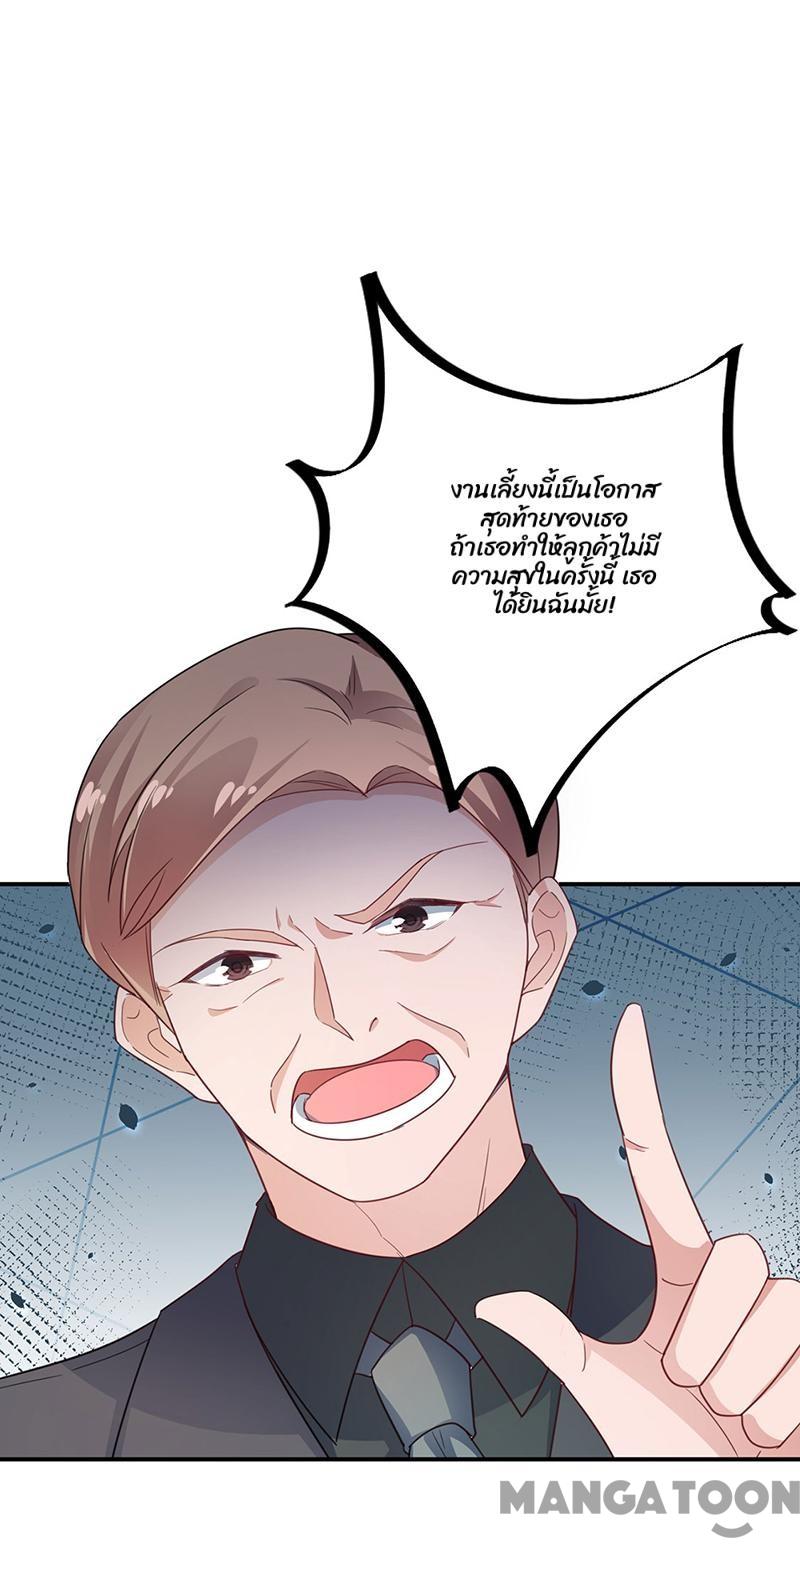 งานเลี้ยงนี้เป็นโอกาส
สุดท้ายของเธอ
ถ้าเธอทำให้ลูกค้าไม่มี
ความสุขในครั้งนี้ เธอ
ได้ยินฉันมั้ย!
MANGATOON